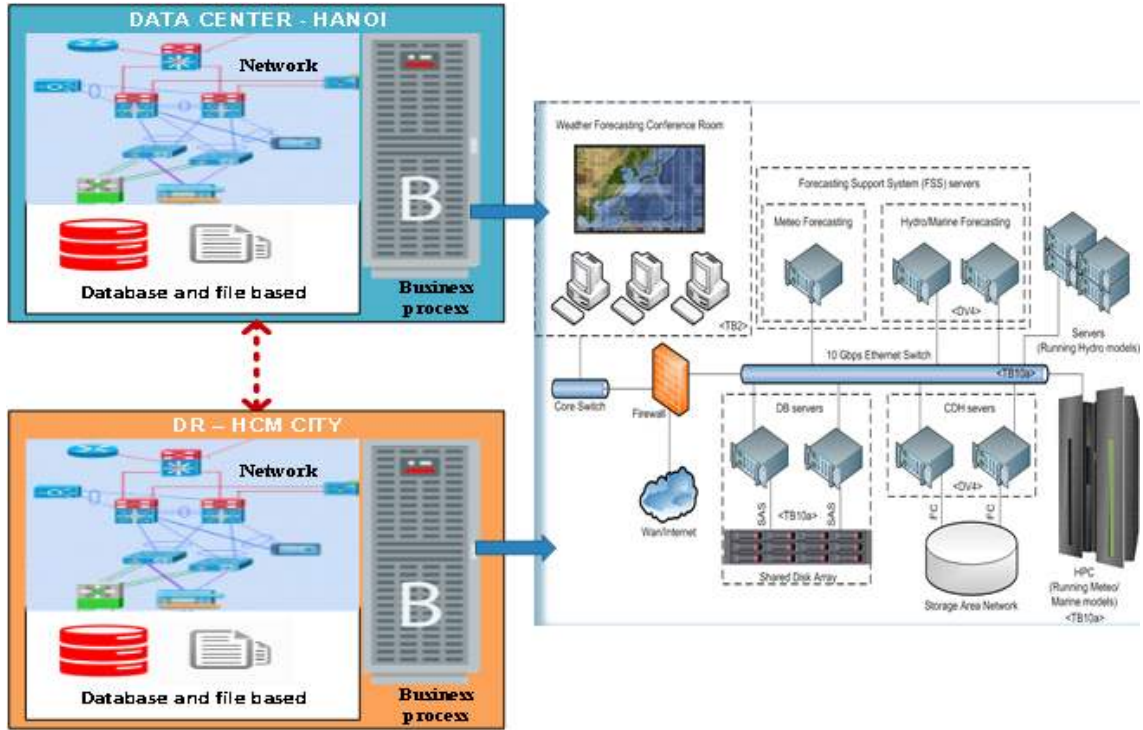 DATA CENTER - HANOI
Network
B
Database and file based
Business
process
DR – HCM CITY
Network
B
Database and file based
Business
process
Weather Forecasting Conference Room
<TB2>
Forecasting Support System (FSS) servers
Meteo Forecasting
Hydro/Marine Forecasting
<DV4>
Servers
(Running Hydro models)
10 Gbps Ethernet Switch
<TB10a>
Core Switch
Firewall
Wan/Internet
DB servers
SAS
SAS
<TB10a>
Shared Disk Array
CDH severs
<DV4>
FC
FC
Storage Area Network
HPC
(Running Meteo/
Marine models)
<TB10a>